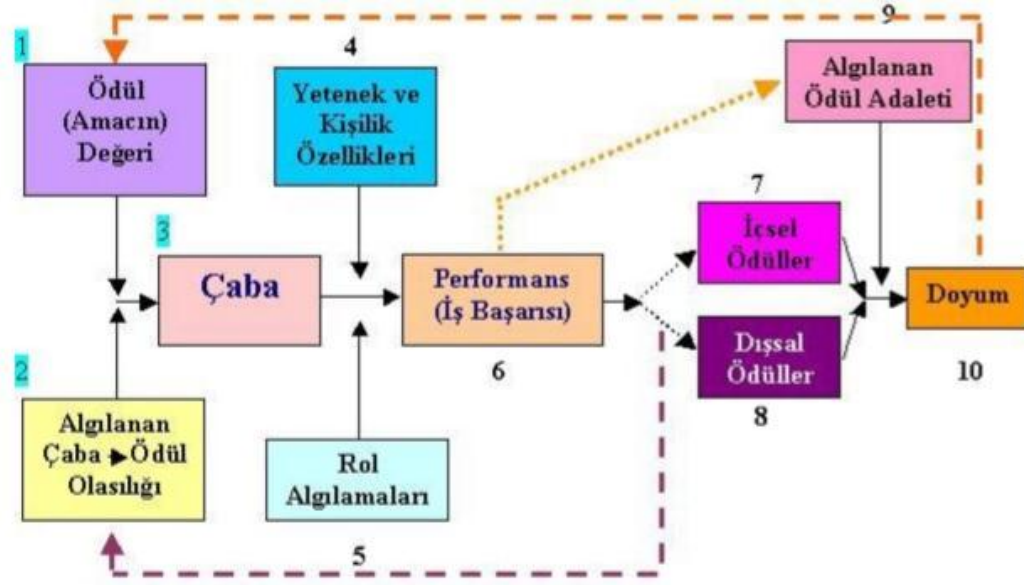 1
Ödül
(Amacın)
Değeri
2
Algılanan
Çaba Ödül
Olasılığı
3
Çaba
4
Yetenek ve
Kişilik
Özellikleri
Rol
Algılamaları
5
Performans
(İş Başarısı)
6
7
İçsel
Ödüller
Dışsal
Ödüller
8
9
Algılanan
Ödül Adaleti
Doyum
10